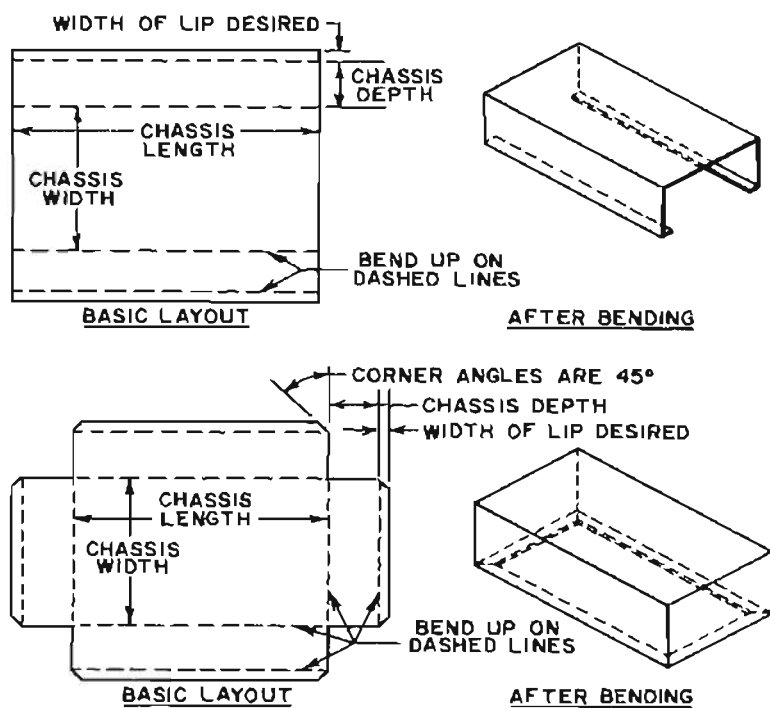 WIDTH OF LIP DESIRED
CHASSIS
DEPTH
CHASSIS
LENGTH
CHASSIS
WIDTH
BEND UP ON
DASHED LINES
BASIC LAYOUT
AFTER BENDING
CORNER ANGLES ARE 45°
CHASSIS DEPTH
WIDTH OF LIP DESIRED
CHASSIS
LENGTH
CHASSIS
WIDTH
BEND UP ON
DASHED LINES
BASIC LAYOUT
AFTER BENDING